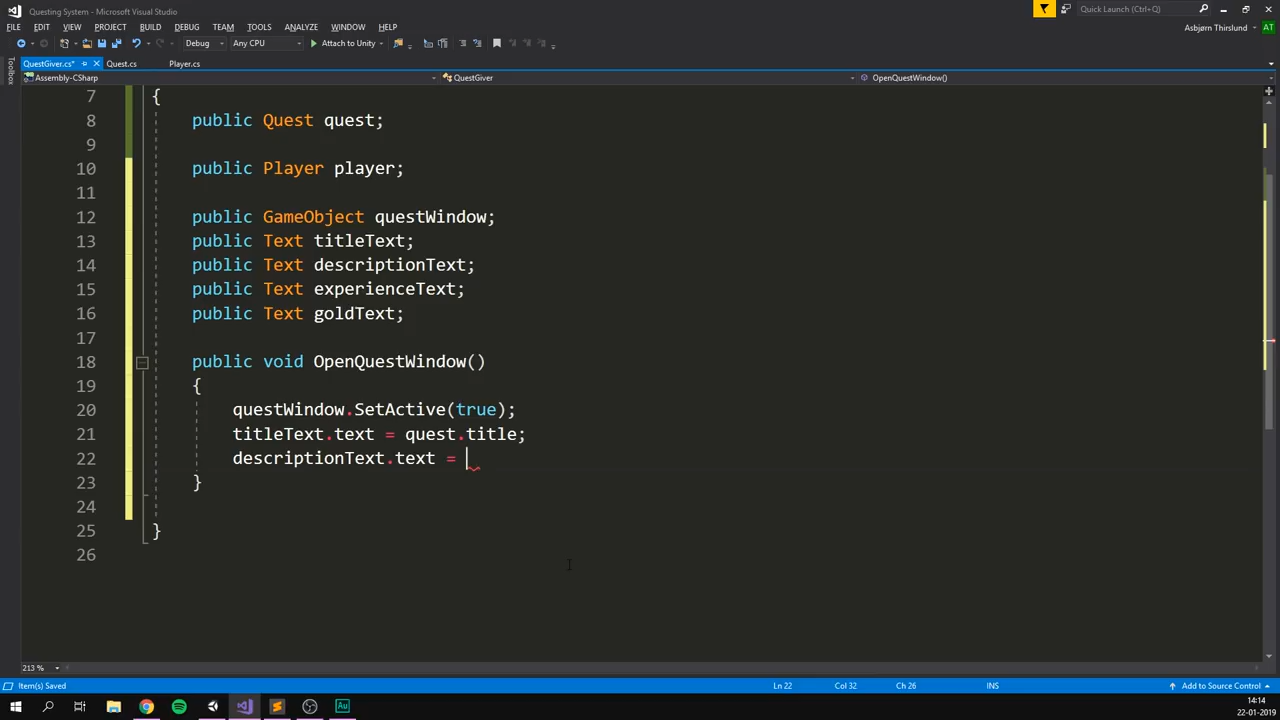 Questing System - Microsoft Visual Studio
Quick Launch (Ctrl+Q)
FILE EDIT VIEW PROJECT BUILD DEBUG TEAM TOOLS ANALYZE WINDOW HELP
Asbjørn Thirslund AT
Debug Any CPU Attach to Unity
Toolbox
QuestGiver.cs* Quest.cs Player.cs
Assembly-CSharp QuestGiver OpenQuestWindow()
7 {
8 public Quest quest;
9
10 public Player player;
11
12 public GameObject questWindow;
13 public Text titleText;
14 public Text descriptionText;
15 public Text experienceText;
16 public Text goldText;
17
18 public void OpenQuestWindow()
19 {
20 questWindow.SetActive(true);
21 titleText.text = quest.title;
22 descriptionText.text =
23 }
24
25 }
26
213 %
Item(s) Saved Ln 22 Col 32 Ch 26 INS Add to Source Control
Au
14:14
22-01-2019